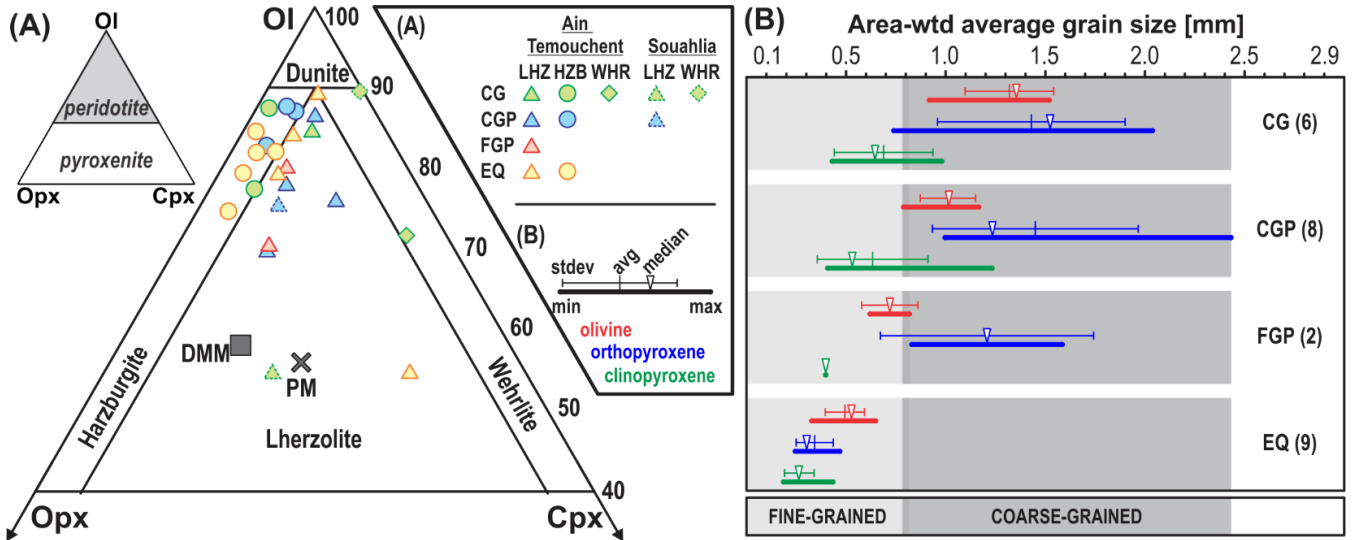 (A)
Ol
peridotite
pyroxenite
Opx
Cpx
Ol
100
Dunite
90
80
70
60
50
40
Harzburgite
Wehrlite
DMM
PM
Lherzolite
Opx
Cpx
(A)
Ain
Temouchent
Souahlia
LHZ HZB WHR
LHZ WHR
CG
CGP
FGP
EQ
(B)
stdev
avg
median
min
max
olivine
orthopyroxene
clinopyroxene
(B)
Area-wtd average grain size [mm]
0.1 0.5 1.0 1.5 2.0 2.5 2.9
CG (6)
CGP (8)
FGP (2)
EQ (9)
FINE-GRAINED
COARSE-GRAINED